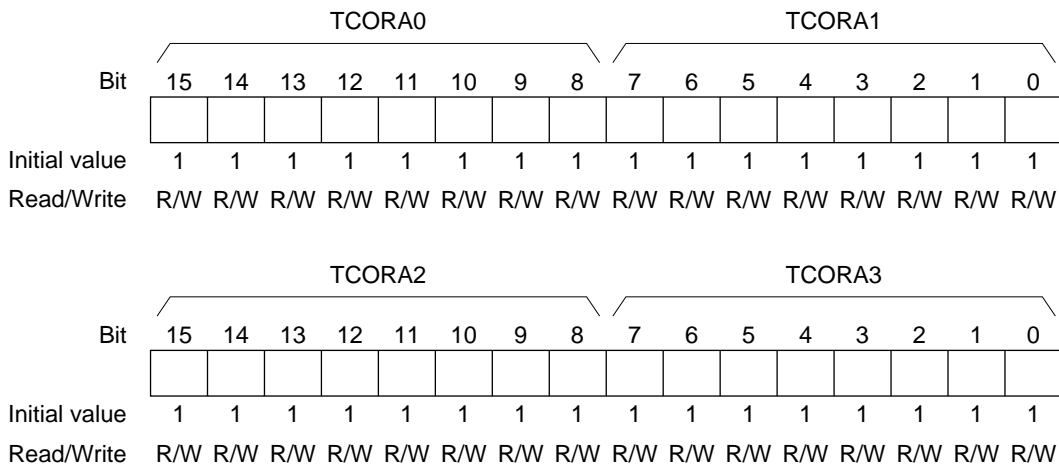 TCORA0 TCORA1
Bit 15 14 13 12 11 10 9 8 7 6 5 4 3 2 1 0
Initial value 1 1 1 1 1 1 1 1 1 1 1 1 1 1 1 1
Read/Write R/W R/W R/W R/W R/W R/W R/W R/W R/W R/W R/W R/W R/W R/W R/W R/W
TCORA2 TCORA3
Bit 15 14 13 12 11 10 9 8 7 6 5 4 3 2 1 0
Initial value 1 1 1 1 1 1 1 1 1 1 1 1 1 1 1 1
Read/Write R/W R/W R/W R/W R/W R/W R/W R/W R/W R/W R/W R/W R/W R/W R/W R/W